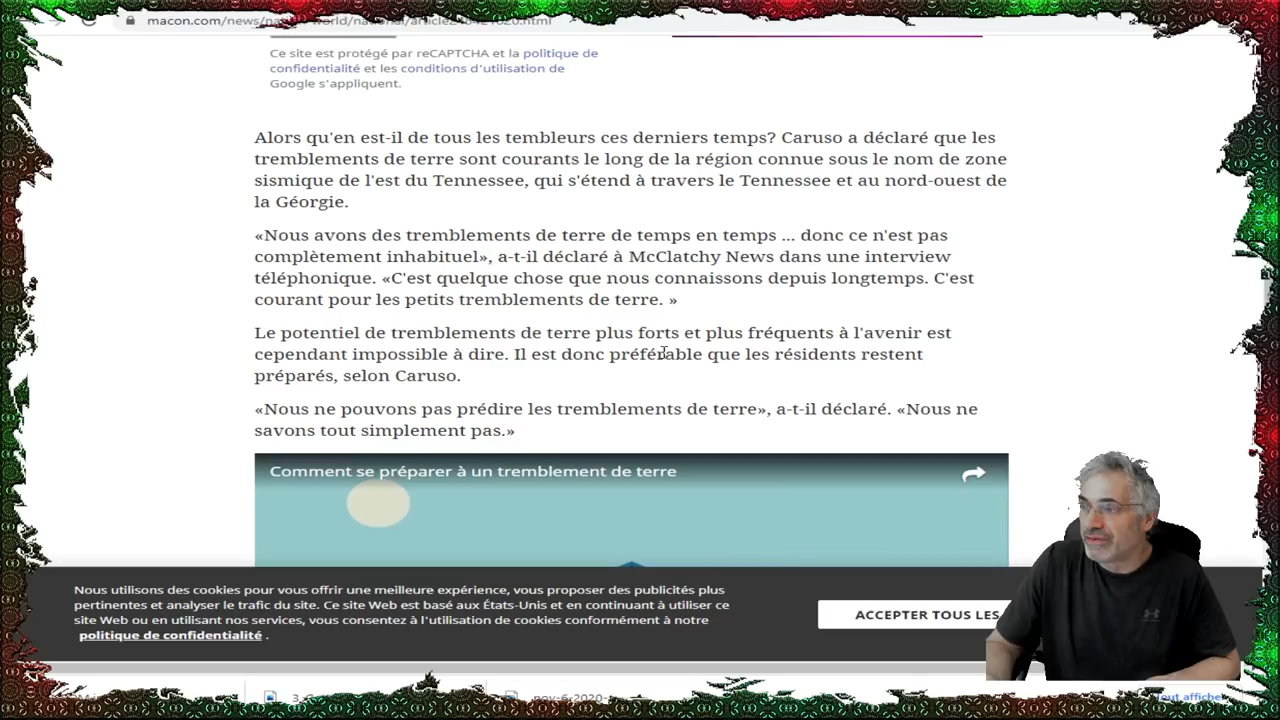 macon.com/news/
Ce site est protégé par reCAPTCHA et la politique de
confidentialité et les conditions d'utilisation de
Google s'appliquent.
Alors qu'en est-il de tous les tembleurs ces derniers temps? Caruso a déclaré que les
tremblements de terre sont courants le long de la région connue sous le nom de zone
sismique de l'est du Tennessee, qui s'étend à travers le Tennessee et au nord-ouest de
la Géorgie.
«Nous avons des tremblements de terre de temps en temps ... donc ce n'est pas
complètement inhabituel», a-t-il déclaré à McClatchy News dans une interview
téléphonique. «C'est quelque chose que nous connaissons depuis longtemps. C'est
courant pour les petits tremblements de terre. »
Le potentiel de tremblements de terre plus forts et plus fréquents à l'avenir est
cependant impossible à dire. Il est donc préférable que les résidents restent
préparés, selon Caruso.
«Nous ne pouvons pas prédire les tremblements de terre», a-t-il déclaré. «Nous ne
savons tout simplement pas.»
Comment se préparer à un tremblement de terre
Nous utilisons des cookies pour vous offrir une meilleure expérience, vous proposer des publicités plus
pertinentes et analyser le trafic du site. Ce site Web est basé aux États-Unis et en continuant à utiliser ce
site Web ou en utilisant nos services, vous consentez à l'utilisation de cookies conformément à notre
politique de confidentialité .
ACCEPTER TOUS LES
nov-6-2020-
tout affiche